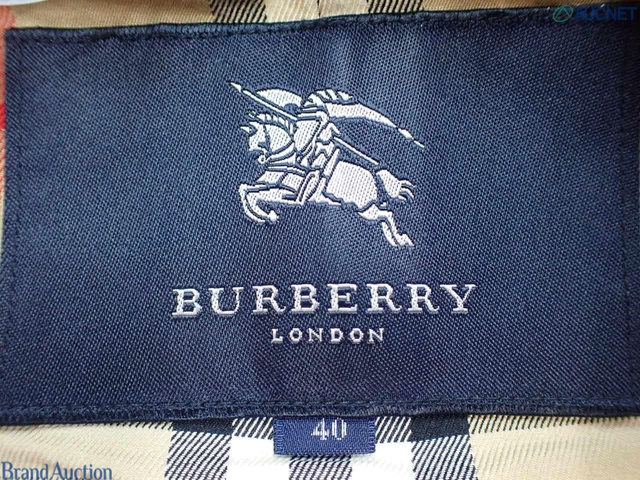 AUCNET
BURBERRY
LONDON
40
Brand Auction